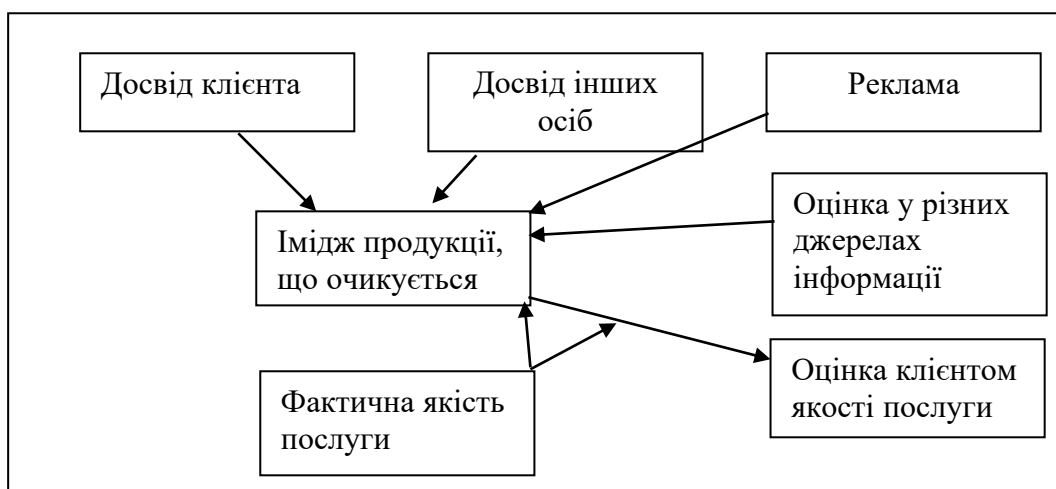 Досвід клієнта
Досвід інших
осіб
Реклама
Імідж продукції,
що очикується
Оцінка у різних
джерелах
інформації
Фактична якість
послуги
Оцінка клієнтом
якості послуги